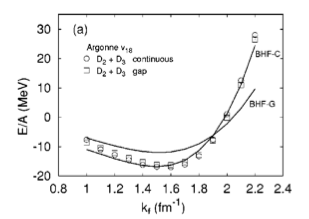 (a)
Argonne v18
D2 + D3 continuous
D2 + D3 gap
BHF-C
BHF-G
E/A (MeV)
30
20
10
0
-10
-20
0.8 1 1.2 1.4 1.6 1.8 2 2.2 2.4
kf (fm-1)